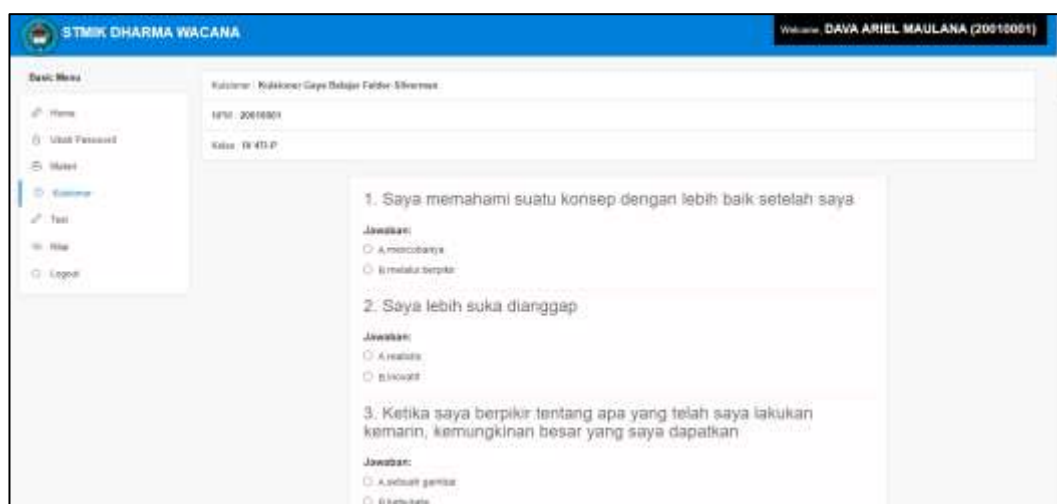 STMIK DHARMA WACANA
Welcome, DAVA ARIEL MAULANA (20010001)
Basic Menu
Home
Ubah Password
Materi
Kuisioner
Test
Nilai
Logout
Kuisioner : Kuisioner Gaya Belajar Felder-Silverman
NPM : 20010001
Kelas :
1. Saya memahami suatu konsep dengan lebih baik setelah saya
Jawaban:
A.mencobanya
B.melalui berpikir
2. Saya lebih suka dianggap
Jawaban:
A.realistis
B.inovatif
3. Ketika saya berpikir tentang apa yang telah saya lakukan
kemarin, kemungkinan besar yang saya dapatkan
Jawaban:
A.sebuah gambar
B.kata-kata